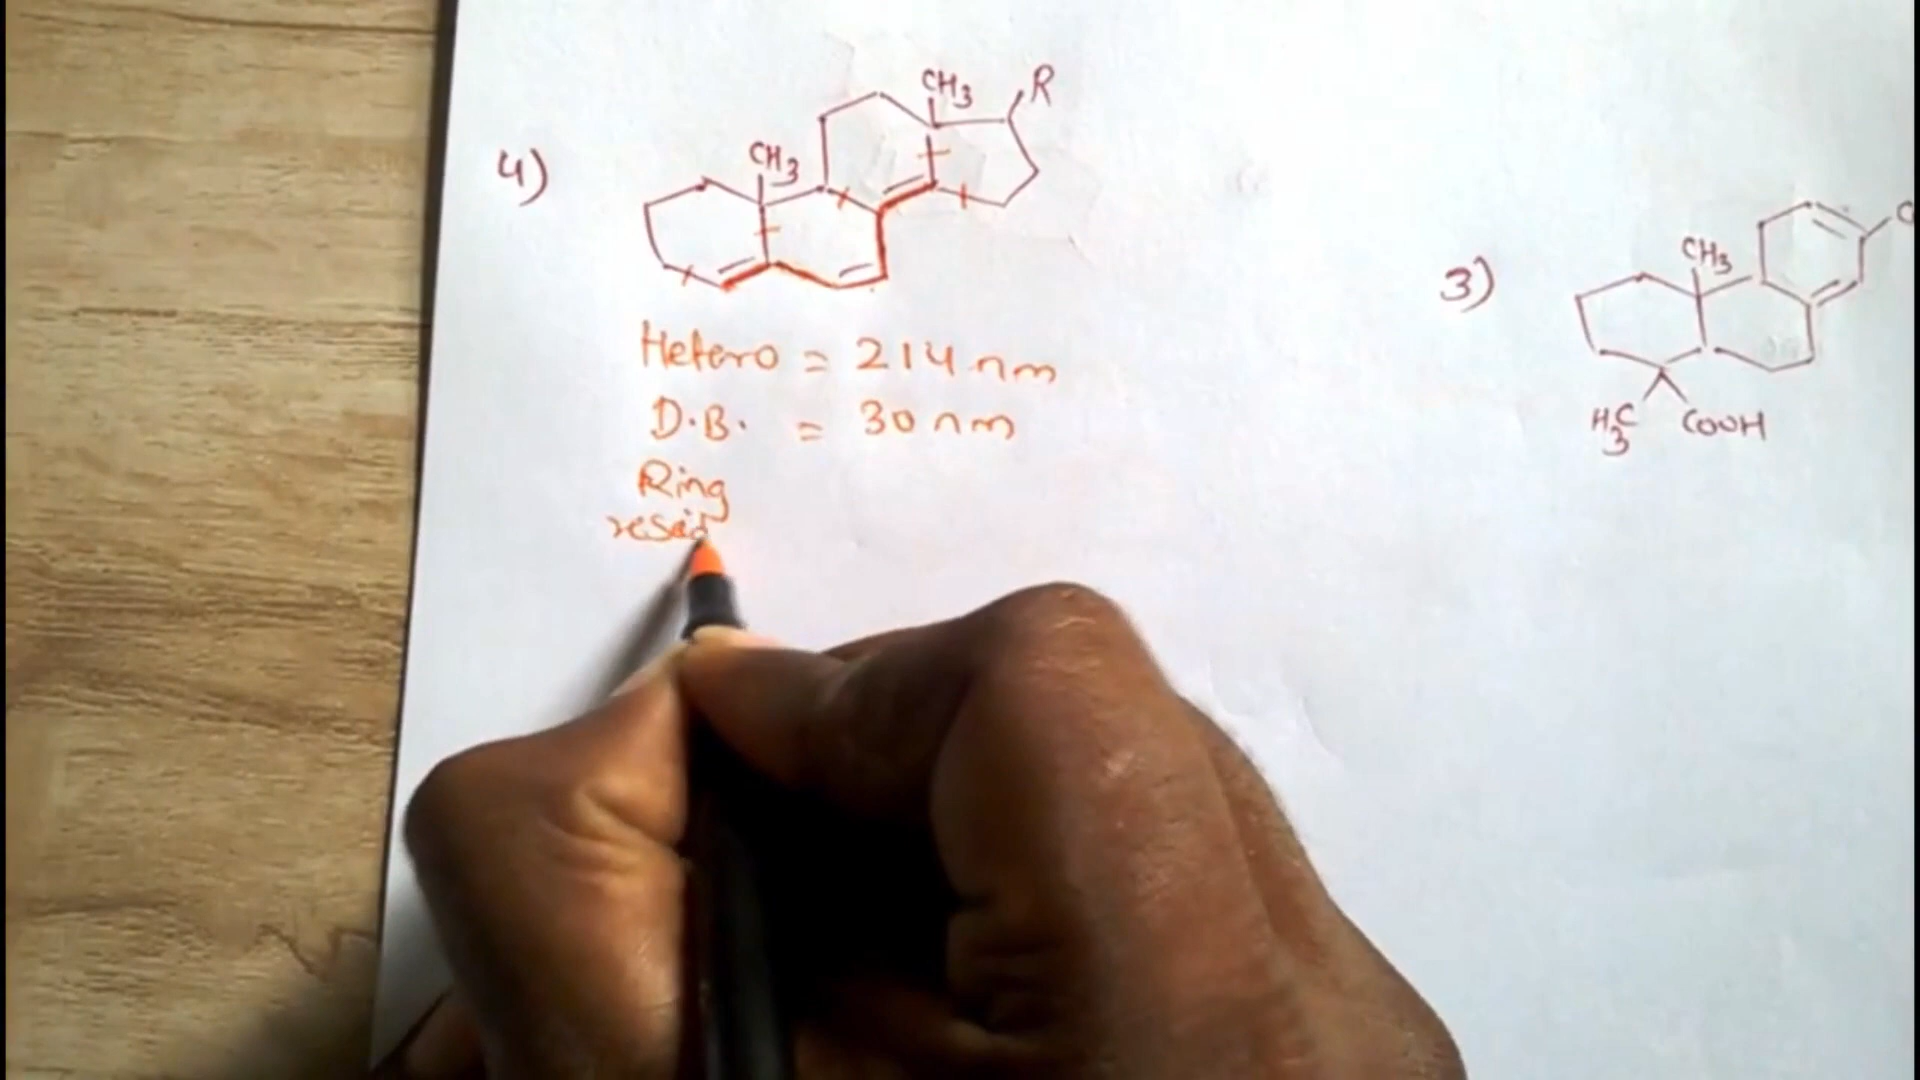 4)
CH3
CH3
R
Hetero = 214 nm
D.B. = 30 nm
Ring
resid
3)
CH3
H3C
COOH